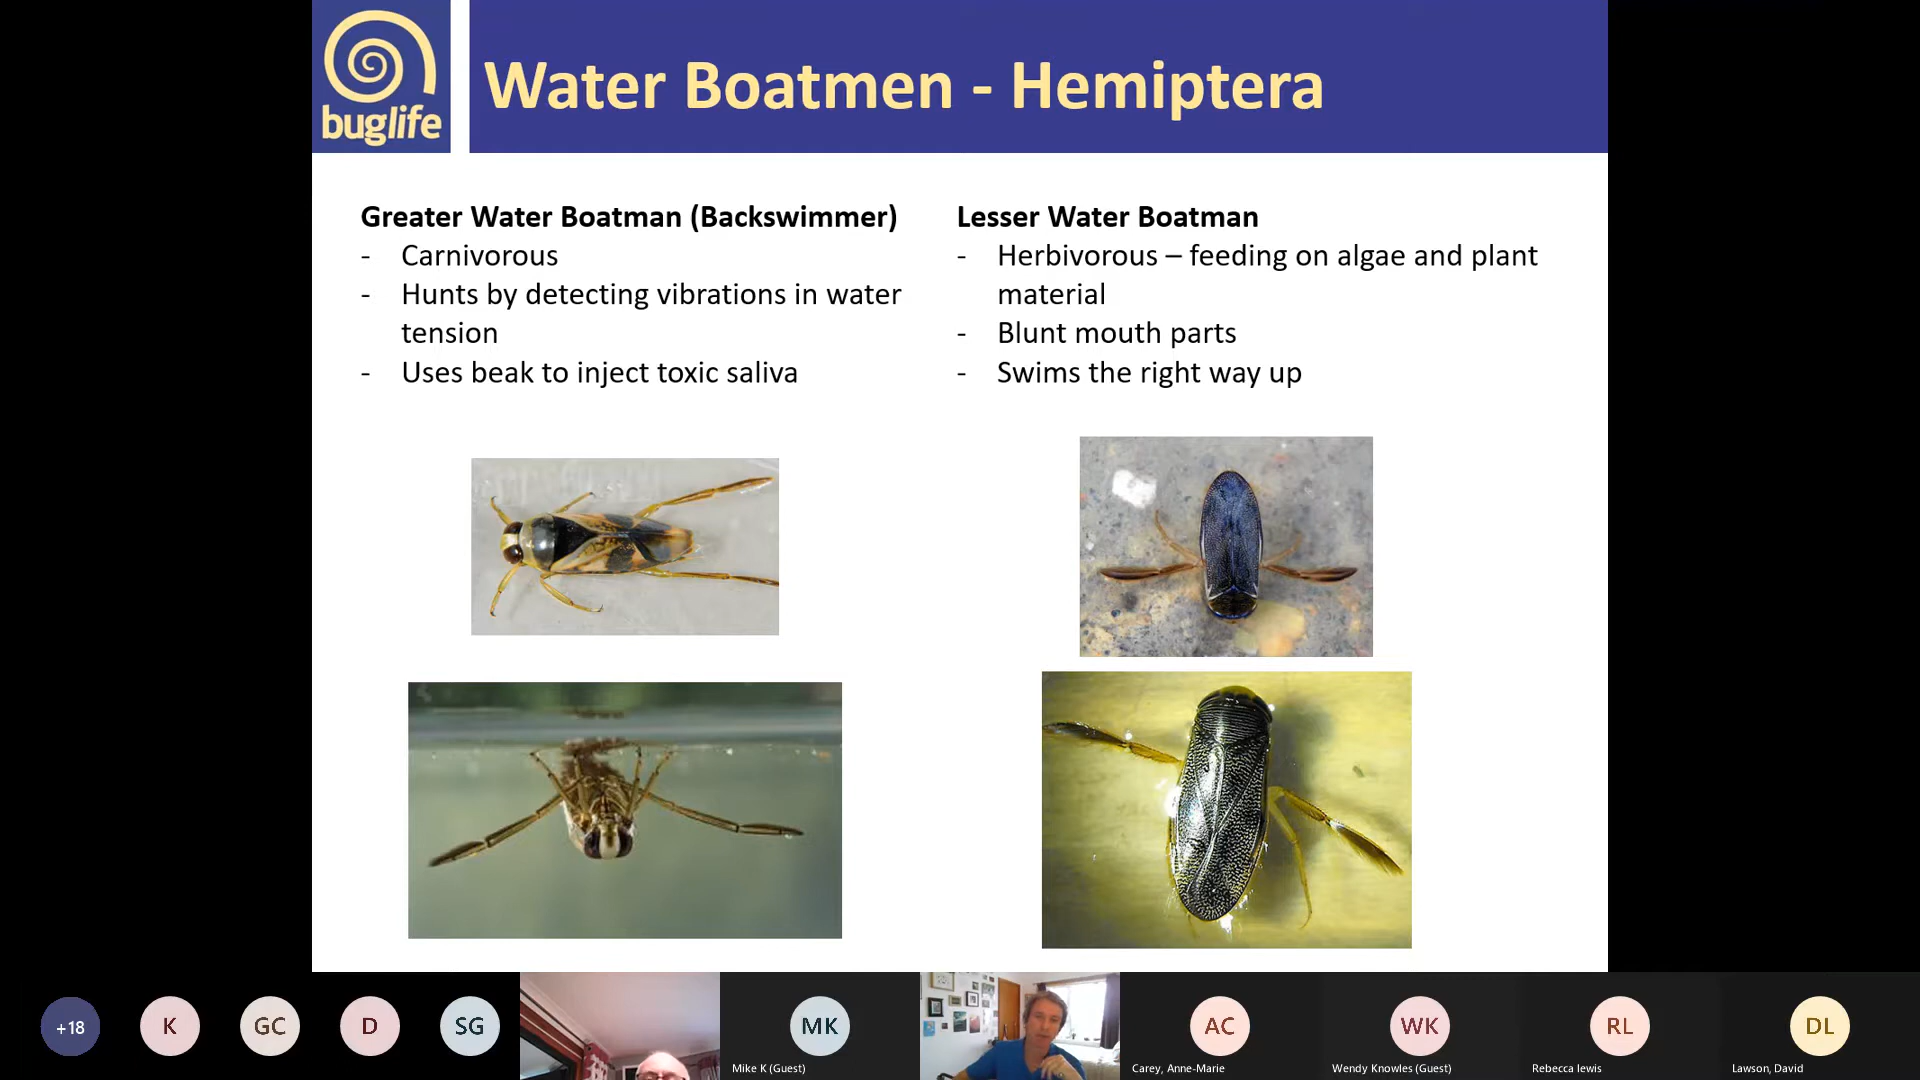 buglife
Water Boatmen - Hemiptera
Greater Water Boatman (Backswimmer)
- Carnivorous
- Hunts by detecting vibrations in water
tension
- Uses beak to inject toxic saliva
Lesser Water Boatman
- Herbivorous – feeding on algae and plant
material
- Blunt mouth parts
- Swims the right way up
+18
K
GC
D
SG
MK
Mike K (Guest)
AC
Carey, Anne-Marie
WK
Wendy Knowles (Guest)
RL
Rebecca lewis
DL
Lawson, David